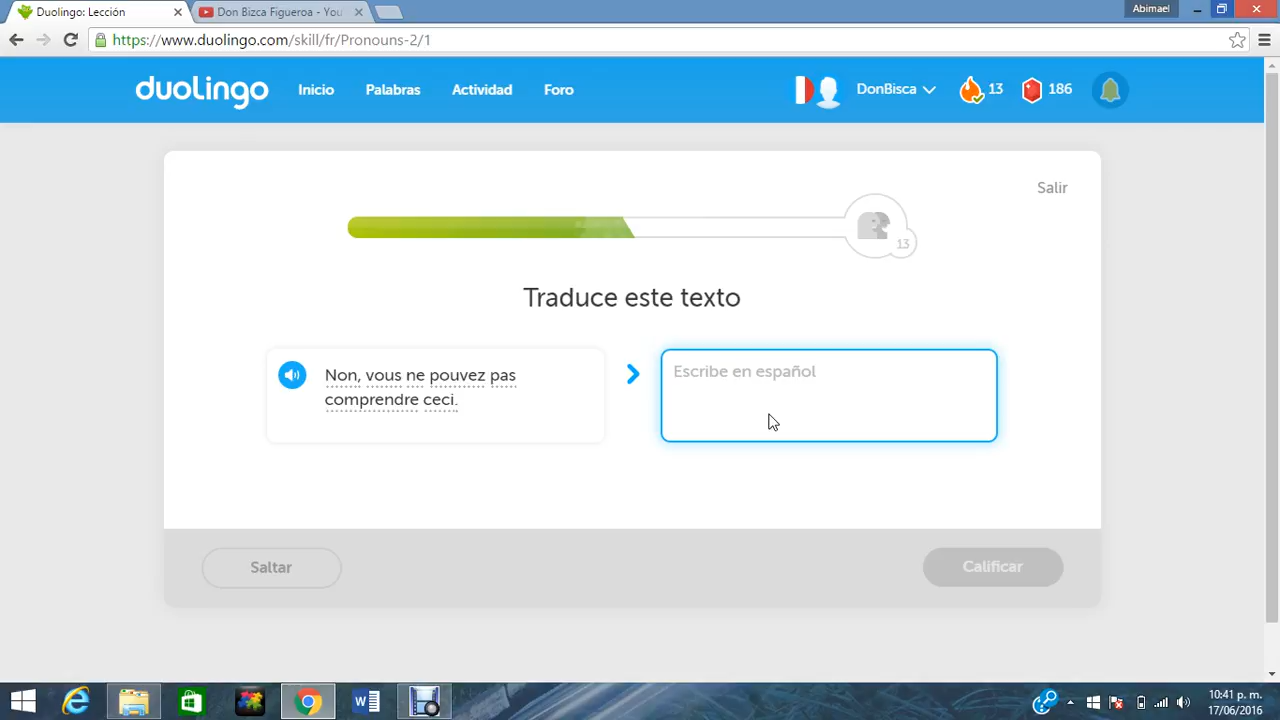 Duolingo: Lección
Don Bizca Figueroa - You
Abimael
https://www.duolingo.com/skill/fr/Pronouns-2/1
duolingo
Inicio
Palabras
Actividad
Foro
DonBisca
13
186
Salir
13
Traduce este texto
Non, vous ne pouvez pas
comprendre ceci.
Escribe en español
Saltar
Calificar
10:41 p. m.
17/06/2016